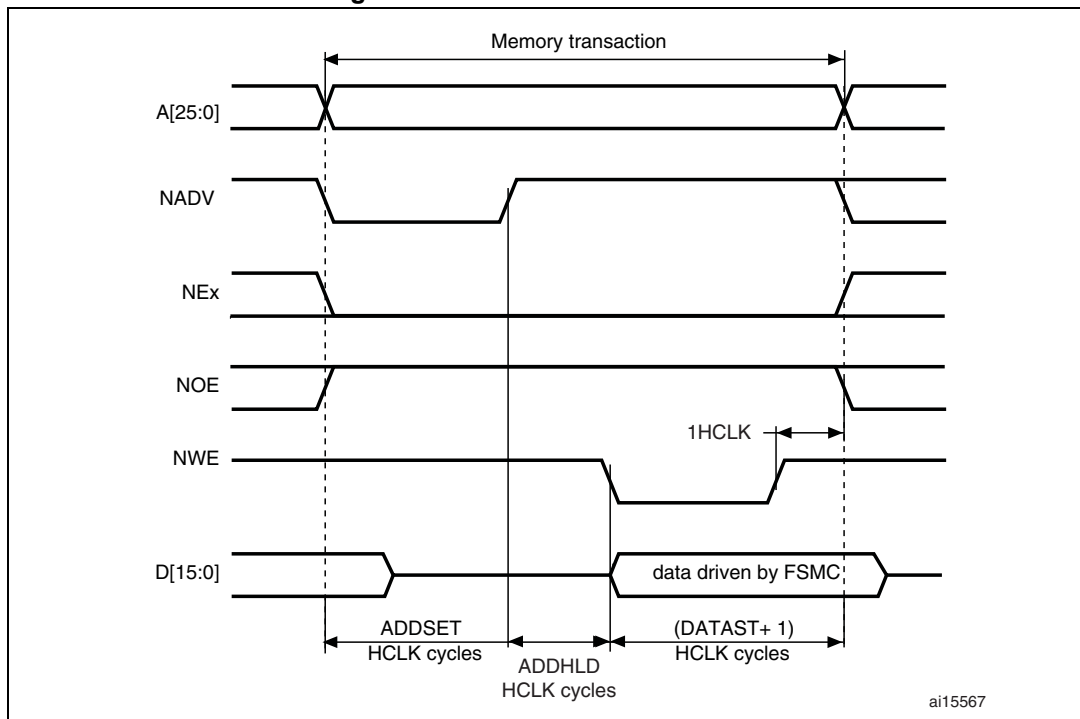 Memory transaction
A[25:0]
NADV
NEx
NOE
1HCLK
NWE
D[15:0]
data driven by FSMC
ADDSET
HCLK cycles
(DATAST+ 1)
HCLK cycles
ADDHLD
HCLK cycles
ai15567